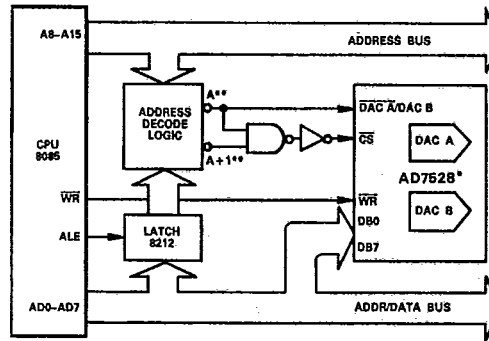 A8-A15
ADDRESS BUS
A**
ADDRESS
DECODE
LOGIC
DAC A/DAC B
CS
DAC A
CPU
8085
A+1**
AD7528*
WR
WR
DAC B
DB0
LATCH
8212
ALE
DB7
AD0-AD7
ADDR/DATA BUS